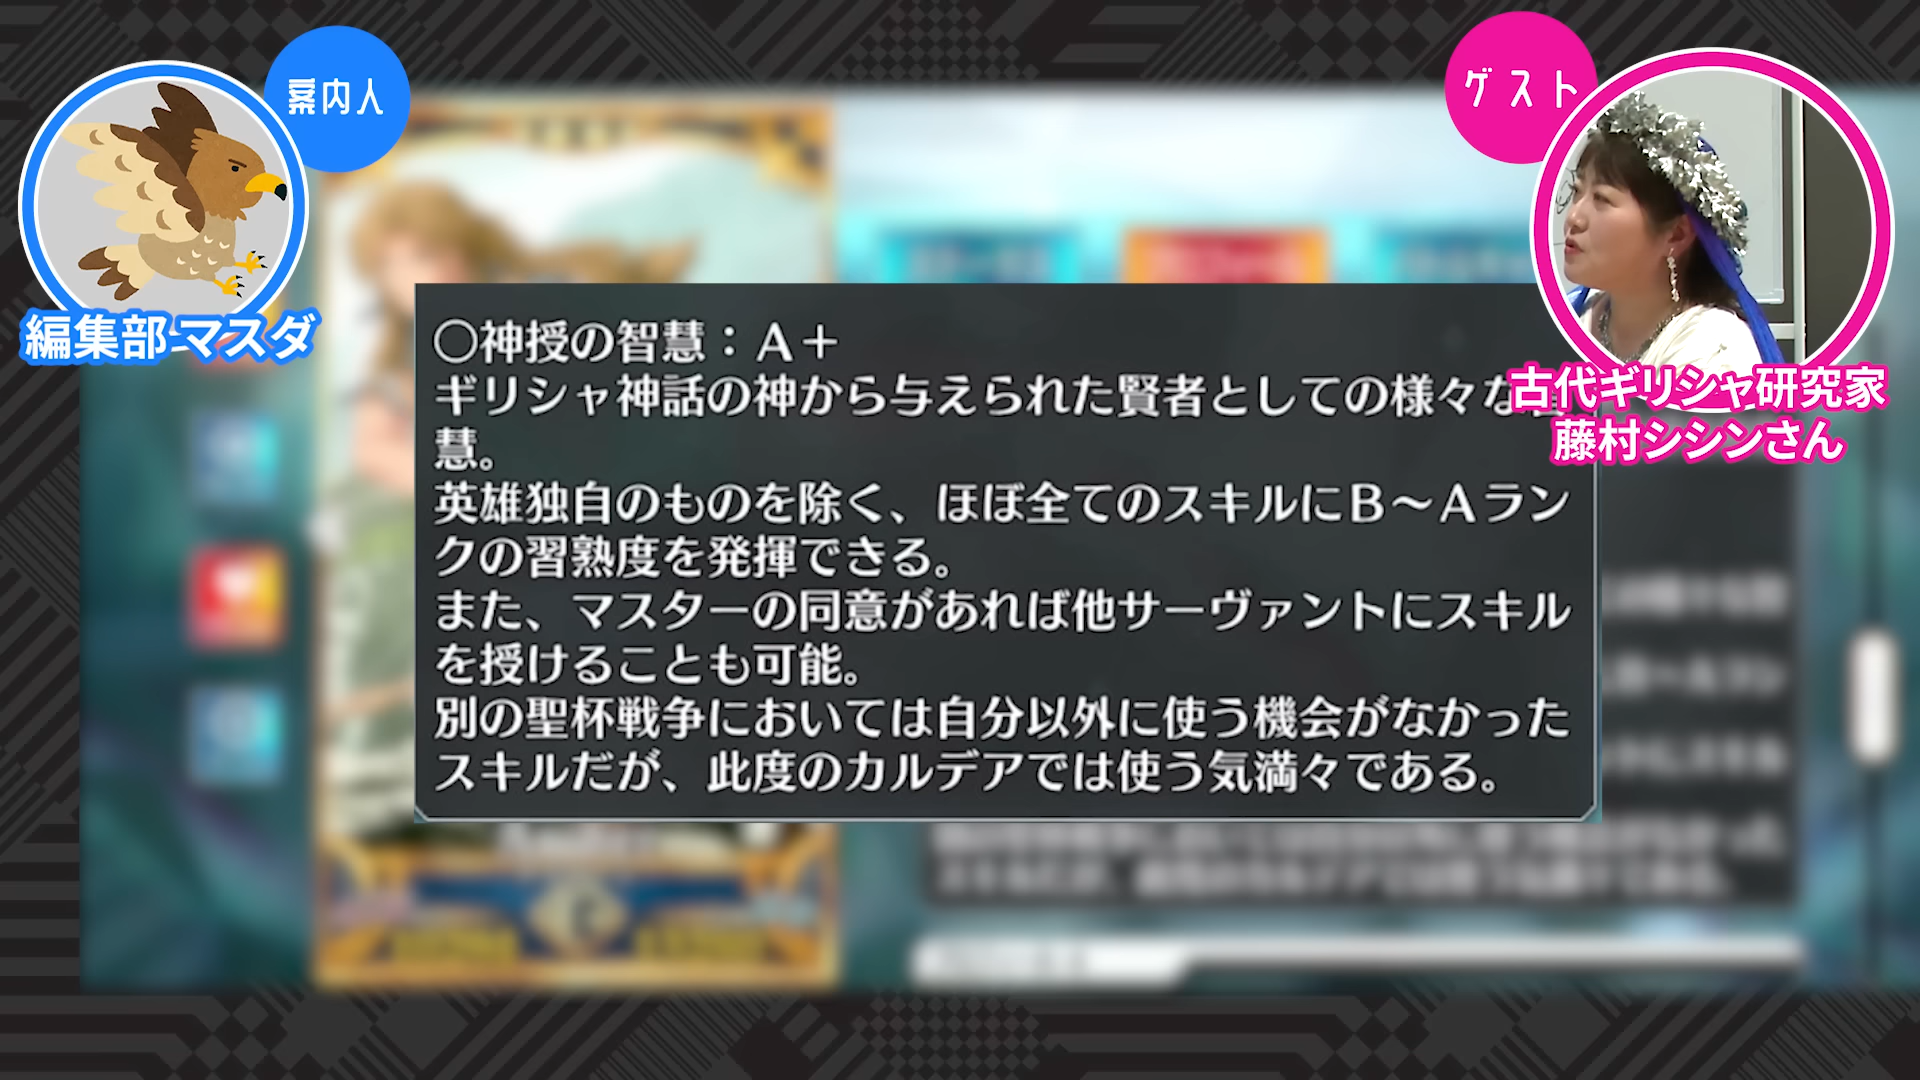 案内人
編集部 マスダ
ゲスト
古代ギリシャ研究家
藤村シシンさん
〇神授の智慧：Ａ＋
ギリシャ神話の神から与えられた賢者としての様々な
慧。
英雄独自のものを除く、ほぼ全てのスキルにＢ～Ａラン
クの習熟度を発揮できる。
また、マスターの同意があれば他サーヴァントにスキル
を授けることも可能。
別の聖杯戦争においては自分以外に使う機会がなかった
スキルだが、此度のカルデアでは使う気満々である。